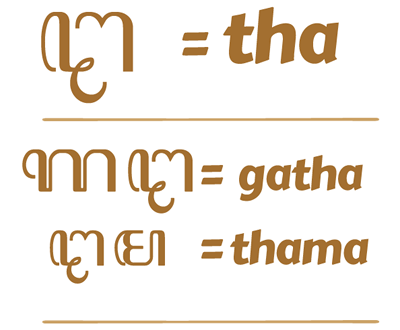 ꦛ = tha
ꦒꦛ = gatha
ꦛꦩ = thama